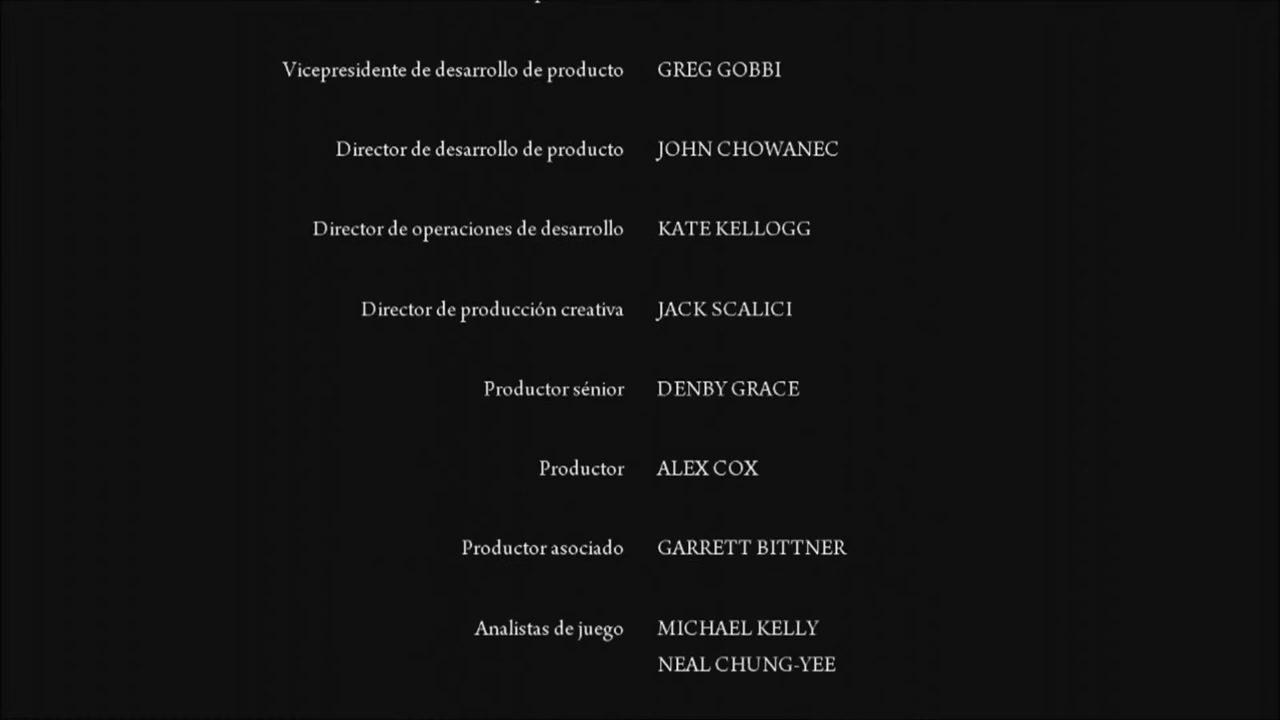 Vicepresidente de desarrollo de producto GREG GOBBI
Director de desarrollo de producto JOHN CHOWANEC
Director de operaciones de desarrollo KATE KELLOGG
Director de producción creativa JACK SCALICI
Productor sénior DENBY GRACE
Productor ALEX COX
Productor asociado GARRETT BITTNER
Analistas de juego MICHAEL KELLY
NEAL CHUNG-YEE